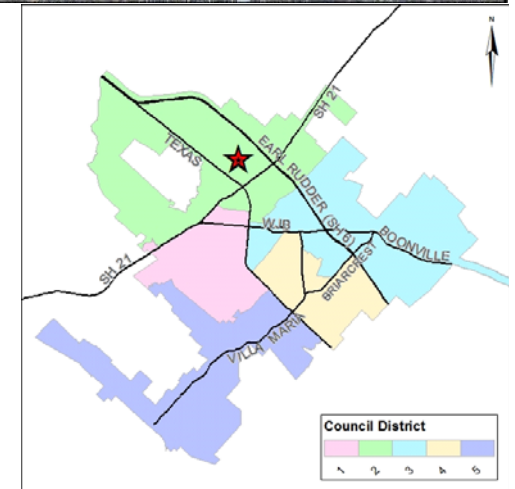 N
SH 21
TEXAS
EARL RUDDER (SH 6)
WJB
BOONVILLE
BRIARCREST
SH 21
VILLA MARIA
Council District
1 2 3 4 5